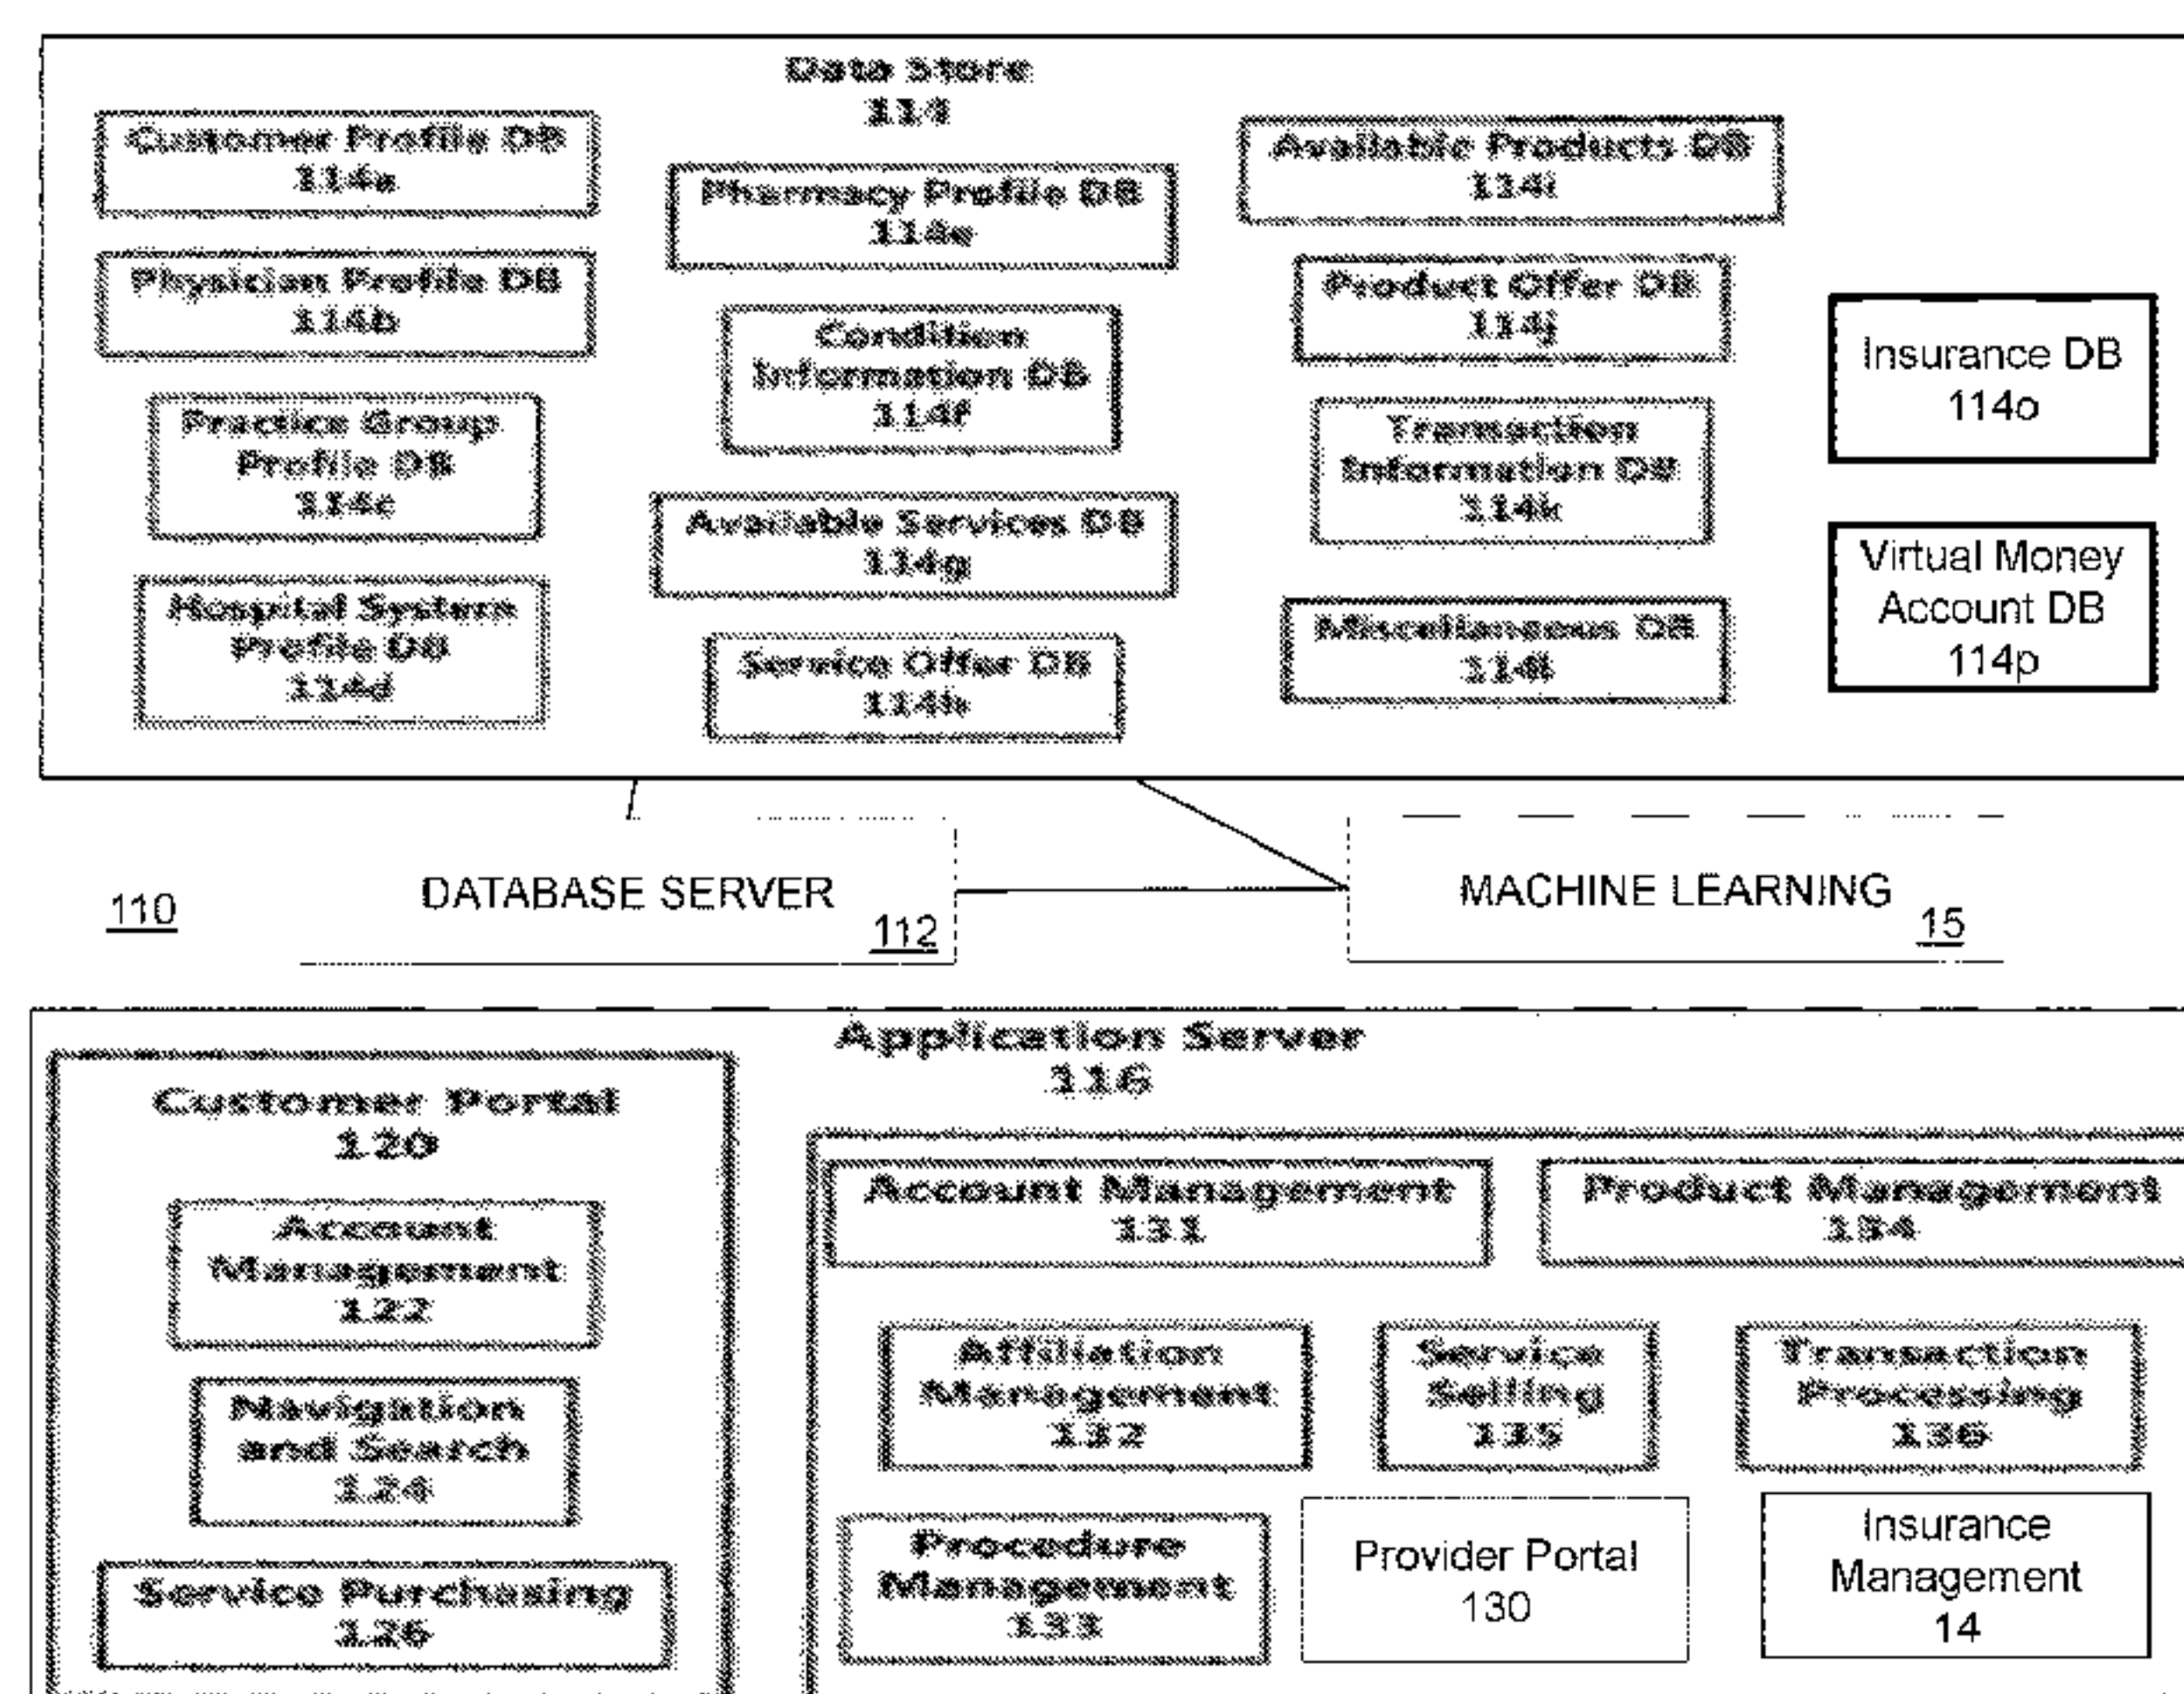 Data Store
114
Customer Profile DB
114a
Physician Profile DB
114b
Practice Group
Profile DB
114c
Hospital System
Profile DB
114d
Pharmacy Profile DB
114e
Condition
Information DB
114f
Available Services DB
114g
Service Offer DB
114h
Available Products DB
114i
Product Offer DB
114j
Transaction
Information DB
114k
Miscellaneous DB
114l
Insurance DB
114o
Virtual Money
Account DB
114p
110
DATABASE SERVER
112
MACHINE LEARNING
15
Application Server
116
Customer Portal
120
Account
Management
122
Navigation
and Search
124
Service Purchasing
126
Account Management
131
Product Management
134
Affiliation
Management
132
Service
Selling
135
Transaction
Processing
136
Procedure
Management
133
Provider Portal
130
Insurance
Management
14